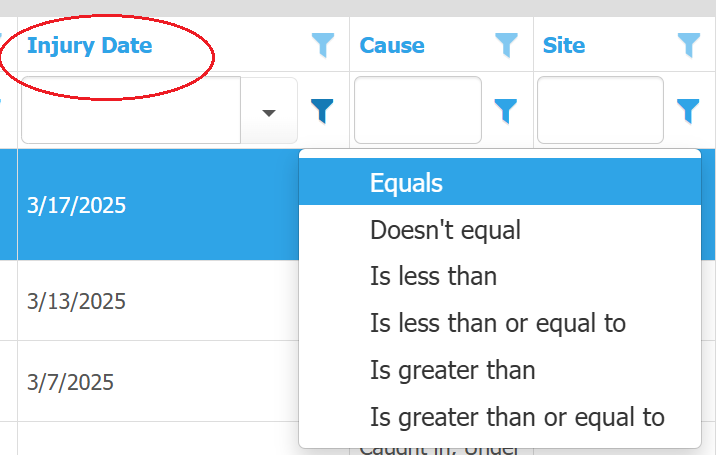 Injury Date Cause Site
Equals
3/17/2025
Doesn't equal
Is less than
3/13/2025
Is less than or equal to
Is greater than
3/7/2025
Is greater than or equal to
Caught In, Under